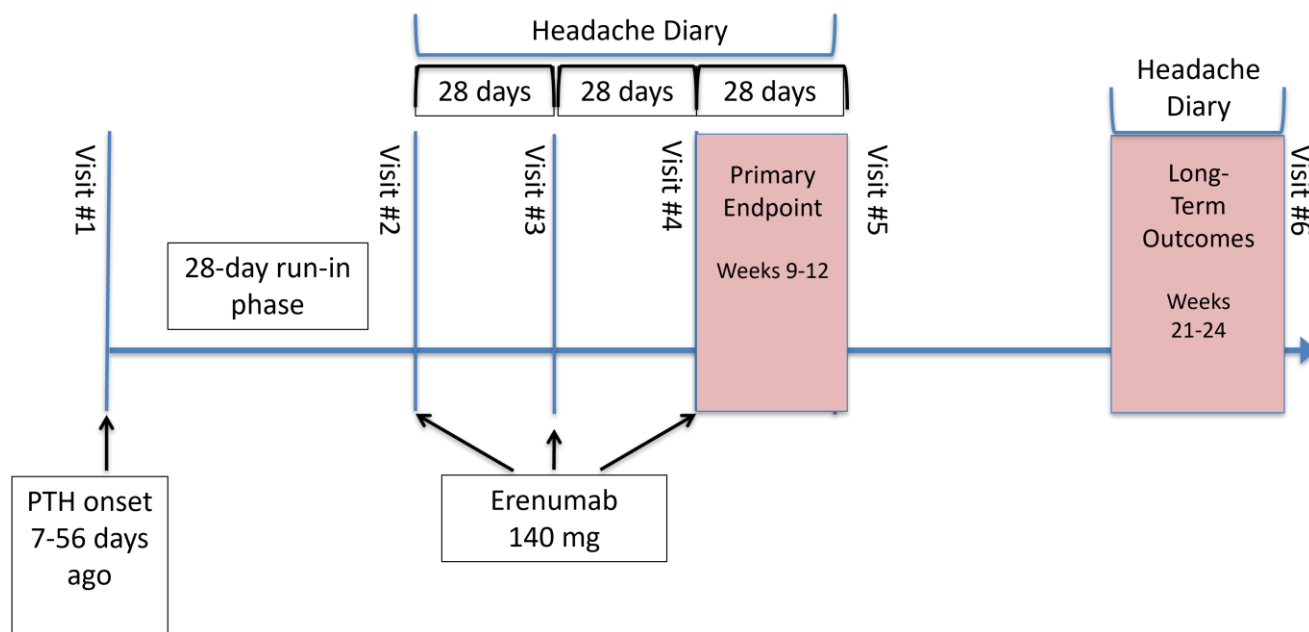 Headache Diary
28 days
28 days
28 days
Headache
Diary
Visit #1
Visit #2
Visit #3
Visit #4
Visit #5
Visit #6
28-day run-in
phase
Primary
Endpoint
Weeks 9-12
Long-
Term
Outcomes
Weeks
21-24
PTH onset
7-56 days
ago
Erenumab
140 mg